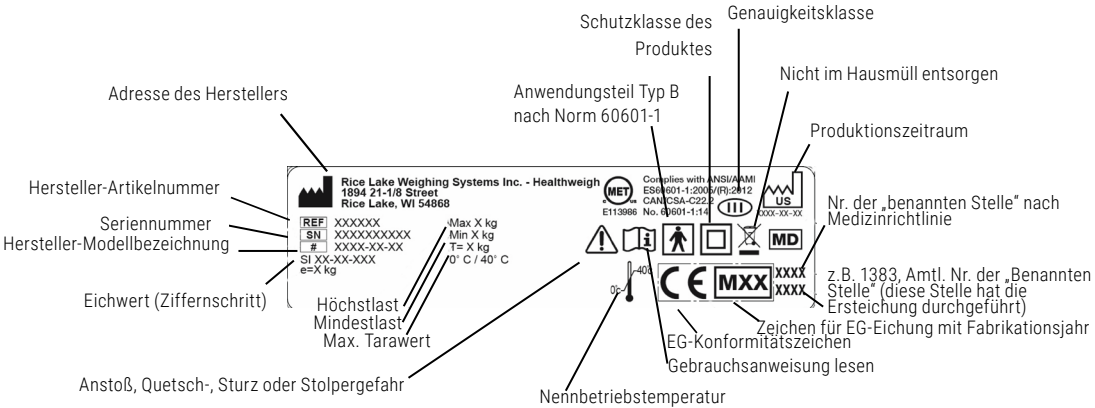 Schutzklasse des
Produktes
Genauigkeitsklasse
Nicht im Hausmüll entsorgen
Adresse des Herstellers
Anwendungsteil Typ B
nach Norm 60601-1
Produktionszeitraum
Hersteller-Artikelnummer
Seriennummer
Hersteller-Modellbezeichnung
Eichwert (Ziffernschritt)
Rice Lake Weighing Systems Inc. - Healthweigh
1894 21-1/8 Street
Rice Lake, WI 54868
REF XXXXXX
SN XXXXXXXXXX
# XXXX-XX-XX
SI XX-XX-XXX
e=X kg
Max X kg
Min X kg
T= X kg
0° C / 40° C
MET
C US
E113986
Complies with ANSI/AAMI
ES60601-1:2005/(R):2012
CAN/CSA-C22.2
No. 60601-1:14
III
US
XXXX-XX-XX
MD
0°c
40°c
CE
MXX
XXXX
XXXX
Nr. der „benannten Stelle" nach
Medizinrichtlinie
z.B. 1383, Amtl. Nr. der „Benannten
Stelle" (diese Stelle hat die
Ersteichung durchgeführt)
Höchstlast
Mindestlast
Max. Tarawert
Zeichen für EG-Eichung mit Fabrikationsjahr
EG-Konformitätszeichen
Gebrauchsanweisung lesen
Anstoß, Quetsch-, Sturz oder Stolpergefahr
Nennbetriebstemperatur